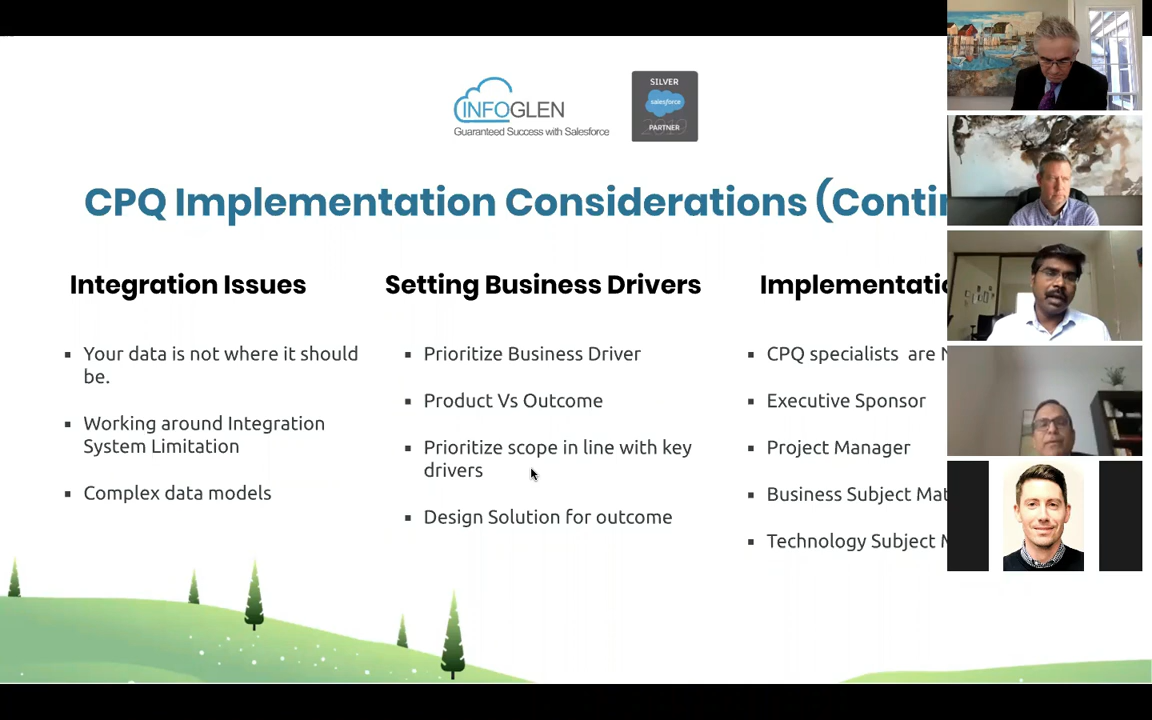 INFOGLEN
Guaranteed Success with Salesforce
SILVER
salesforce
PARTNER
2019
CPQ Implementation Considerations (Contin
Integration Issues
Your data is not where it should
be.
Working around Integration
System Limitation
Complex data models
Setting Business Drivers
Prioritize Business Driver
Product Vs Outcome
Prioritize scope in line with key
drivers
Design Solution for outcome
Implementatio
CPQ specialists are N
Executive Sponsor
Project Manager
Business Subject Mat
Technology Subject M